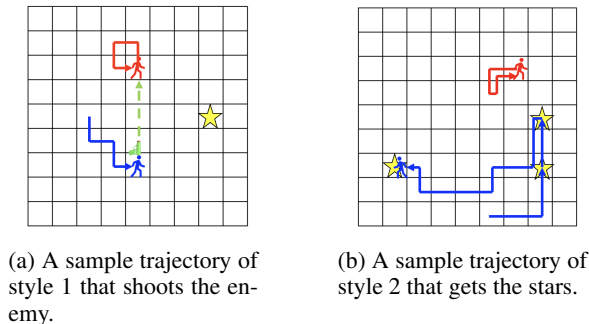 (a) A sample trajectory of
style 1 that shoots the en-
emy.
(b) A sample trajectory of
style 2 that gets the stars.